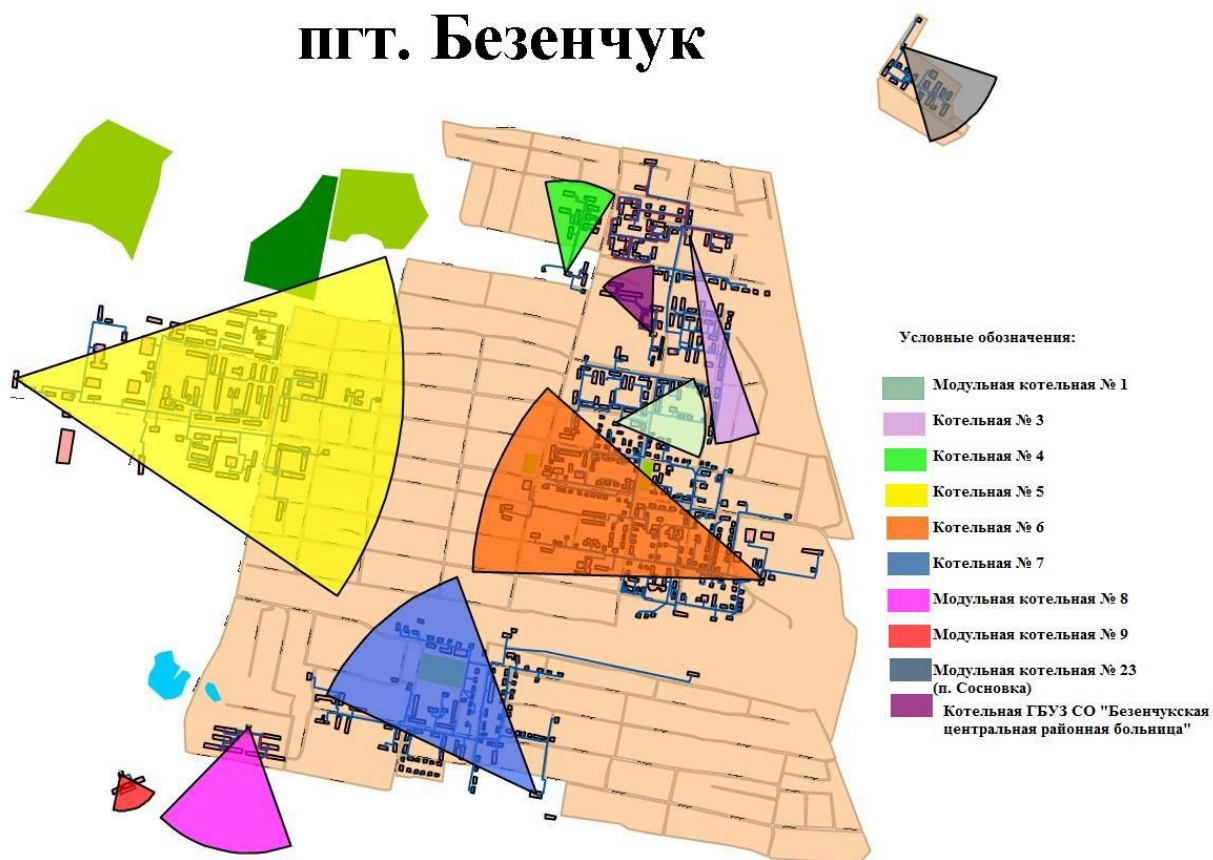 пгт. Безенчук
Условные обозначения:
Модульная котельная № 1
Котельная № 3
Котельная № 4
Котельная № 5
Котельная № 6
Котельная № 7
Модульная котельная № 8
Модульная котельная № 9
Модульная котельная № 23
(п. Сосновка)
Котельная ГБУЗ СО "Безенчукская
центральная районная больница"